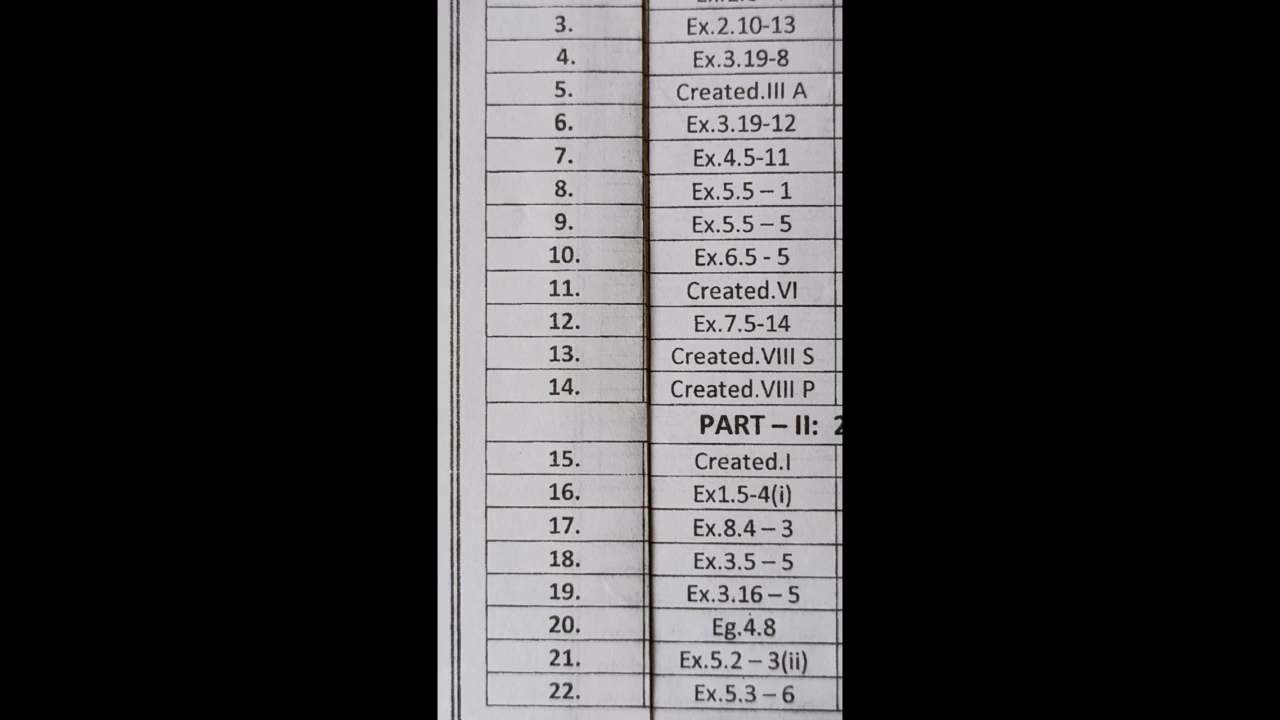 3. Ex.2.10-13
4. Ex.3.19-8
5. Created.III A
6. Ex.3.19-12
7. Ex.4.5-11
8. Ex.5.5 – 1
9. Ex.5.5 – 5
10. Ex.6.5 - 5
11. Created.VI
12. Ex.7.5-14
13. Created.VIII S
14. Created.VIII P
PART – II: 2
15. Created.I
16. Ex1.5-4(i)
17. Ex.8.4 – 3
18. Ex.3.5 – 5
19. Ex.3.16 – 5
20. Eg.4.8
21. Ex.5.2 – 3(ii)
22. Ex.5.3 – 6